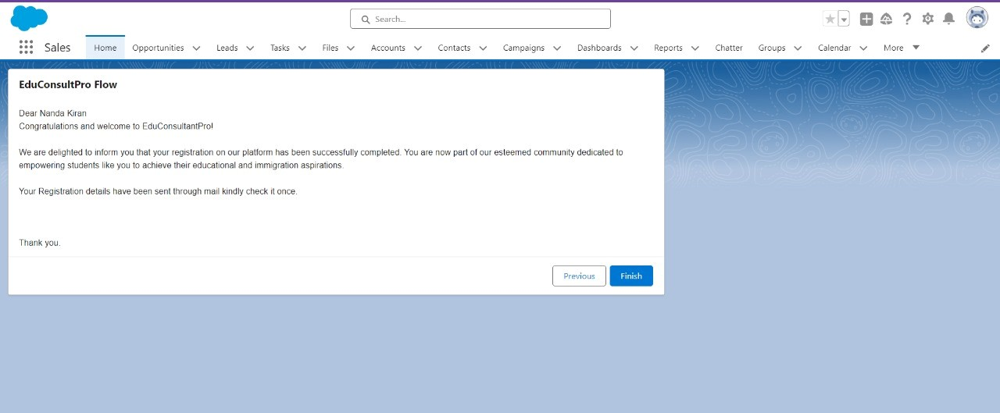 Search...
Sales Home Opportunities Leads Tasks Files Accounts Contacts Campaigns Dashboards Reports Chatter Groups Calendar More
EduConsultPro Flow
Dear Nanda Kiran
Congratulations and welcome to EduConsultantPro!
We are delighted to inform you that your registration on our platform has been successfully completed. You are now part of our esteemed community dedicated to
empowering students like you to achieve their educational and immigration aspirations.
Your Registration details have been sent through mail kindly check it once.
Thank you.
Previous Finish